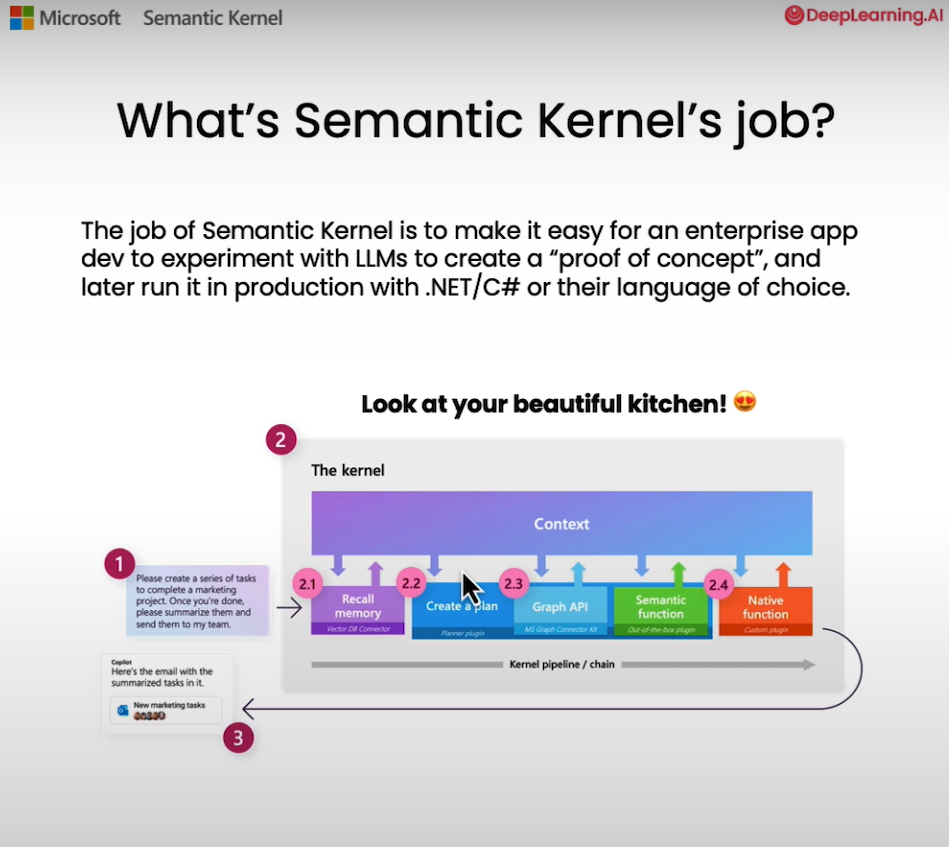 Microsoft Semantic Kernel
DeepLearning.AI
What's Semantic Kernel's job?
The job of Semantic Kernel is to make it easy for an enterprise app
dev to experiment with LLMs to create a “proof of concept”, and
later run it in production with .NET/C# or their language of choice.
Look at your beautiful kitchen! 😍
1
Please create a series of tasks
to complete a marketing
project. Once you're done,
please summarize them and
send them to my team.
2
The kernel
Context
2.1
Recall
memory
Vector DB Connector
2.2
Create a plan
Planner plugin
2.3
Graph API
MS Graph Connector Kit
Semantic
function
Out-of-the-box plugin
2.4
Native
function
Custom plugin
Kernel pipeline / chain
Copilot
Here's the email with the
summarized tasks in it.
New marketing tasks
3